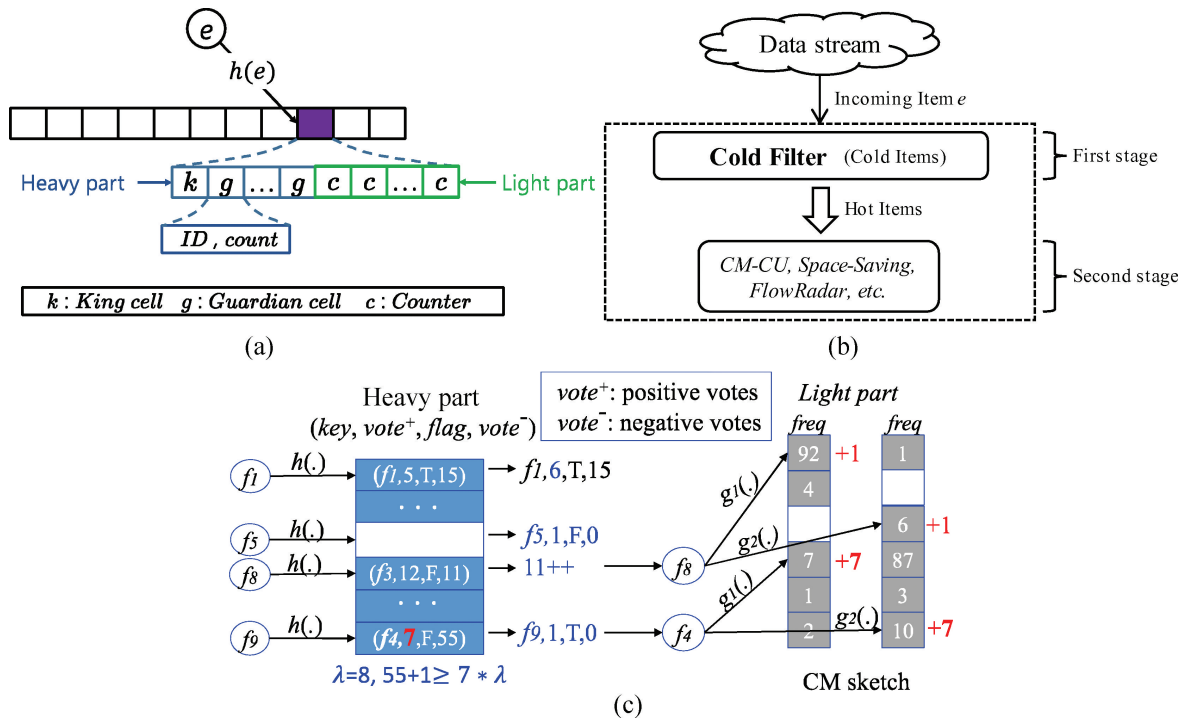 e
h(e)
Heavy part
k g ... g c c ... c
Light part
ID , count
k : King cell g : Guardian cell c : Counter
(a)
Data stream
Incoming Item e
Cold Filter (Cold Items)
First stage
Hot Items
CM-CU, Space-Saving,
FlowRadar, etc.
Second stage
(b)
Heavy part
(key, vote⁺, flag, vote⁻)
vote⁺: positive votes
vote⁻: negative votes
Light part
freq
freq
f1 h(.) (f1,5,T,15) f1,6,T,15
. . .
f5 h(.) f5,1,F,0
f8 h(.) (f3,12,F,11) 11++ f8
. . .
f9 h(.) (f4,7,F,55) f9,1,T,0 f4
λ=8, 55+1≥ 7 * λ
g1(.)
g2(.)
g1(.)
g2(.)
92 +1 1
4
6 +1
7 +7 87
1 3
2 10 +7
CM sketch
(c)